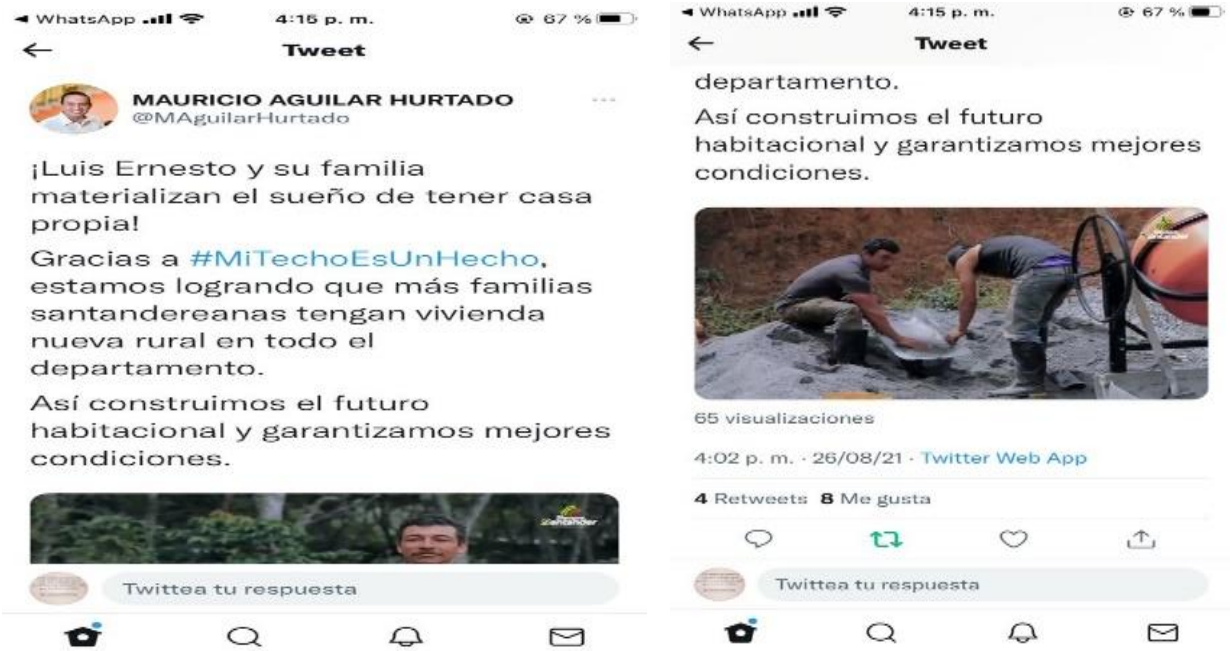 WhatsApp
4:15 p. m.
67 %
Tweet
MAURICIO AGUILAR HURTADO
@MAguilarHurtado
¡Luis Ernesto y su familia
materializan el sueño de tener casa
propia!
Gracias a #MiTechoEsUnHecho,
estamos logrando que más familias
santandereanas tengan vivienda
nueva rural en todo el
departamento.
Así construimos el futuro
habitacional y garantizamos mejores
condiciones.
Santander
Twittea tu respuesta
WhatsApp
4:15 p. m.
67 %
Tweet
departamento.
Así construimos el futuro
habitacional y garantizamos mejores
condiciones.
Santander
65 visualizaciones
4:02 p. m. · 26/08/21 · Twitter Web App
4 Retweets 8 Me gusta
Twittea tu respuesta